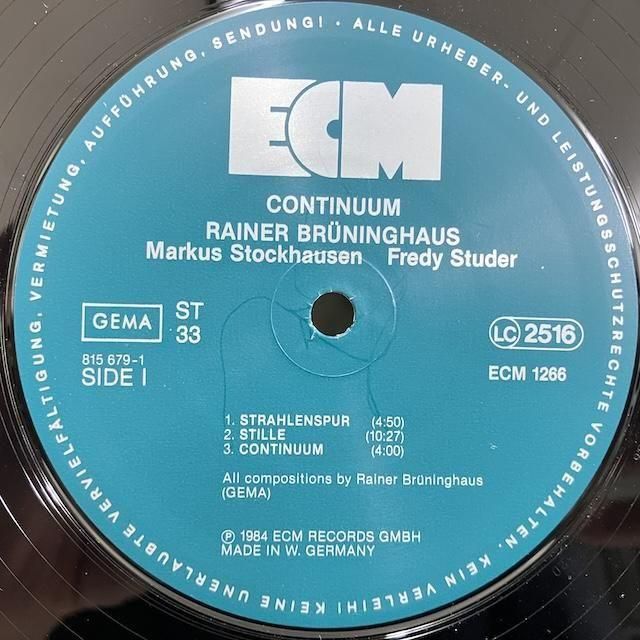 ALLE URHEBER- UND LEISTUNGSSCHUTZRECHTE VORBEHALTEN. KEIN VERLEIH! KEINE UNERLAUBTE VERVIELFÄLTIGUNG, VERMIETUNG, AUFFÜHRUNG, SENDUNG! ·
ECM
CONTINUUM
RAINER BRÜNINGHAUS
Markus Stockhausen Fredy Studer
GEMA
ST
33
LC 2516
815 679-1
SIDE I
ECM 1266
1. STRAHLENSPUR (4:50)
2. STILLE (10:27)
3. CONTINUUM (4:00)
All compositions by Rainer Brüninghaus
(GEMA)
℗ 1984 ECM RECORDS GMBH
MADE IN W. GERMANY